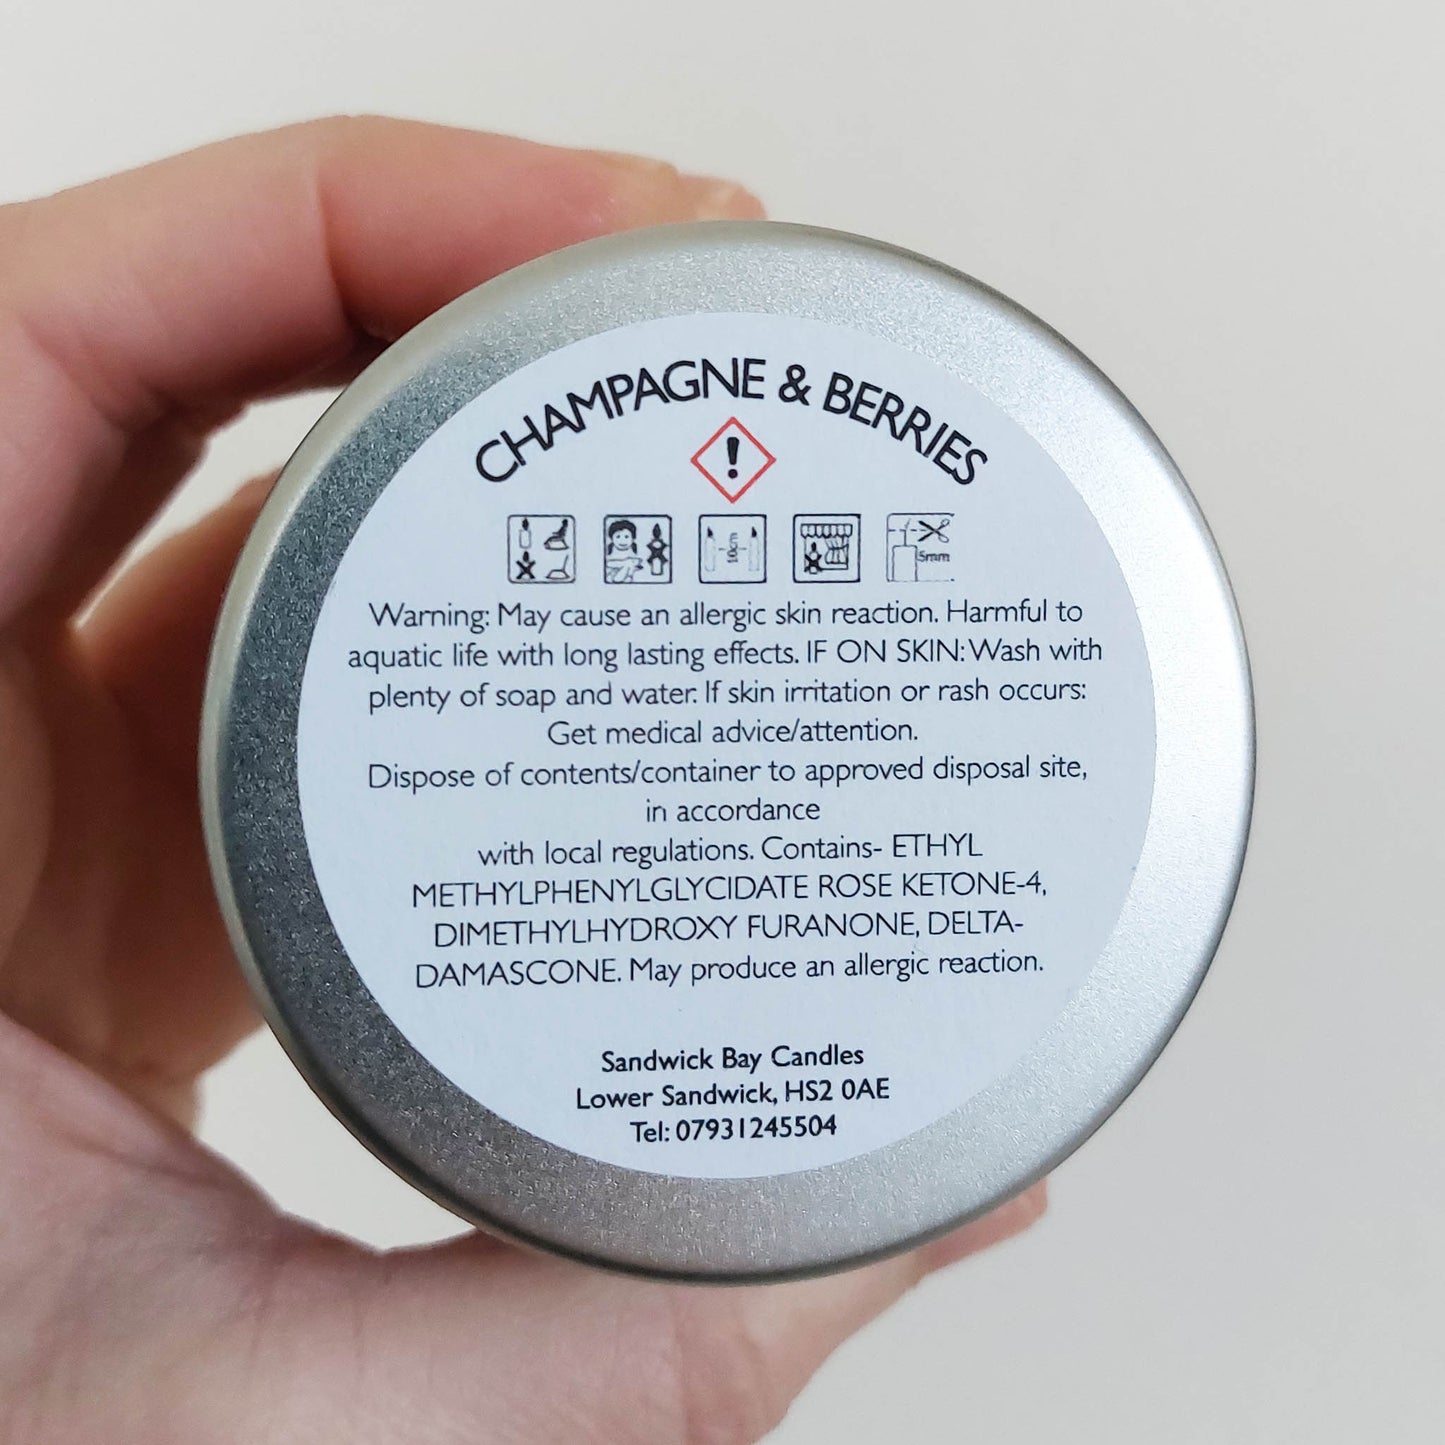 CHAMPAGNE & BERRIES
!
5mm
Warning: May cause an allergic skin reaction. Harmful to
aquatic life with long lasting effects. IF ON SKIN: Wash with
plenty of soap and water. If skin irritation or rash occurs:
Get medical advice/attention.
Dispose of contents/container to approved disposal site,
in accordance
with local regulations. Contains- ETHYL
METHYLPHENYLGLYCIDATE ROSE KETONE-4,
DIMETHYLHYDROXY FURANONE, DELTA-
DAMASCONE. May produce an allergic reaction.
Sandwick Bay Candles
Lower Sandwick, HS2 0AE
Tel: 07931245504